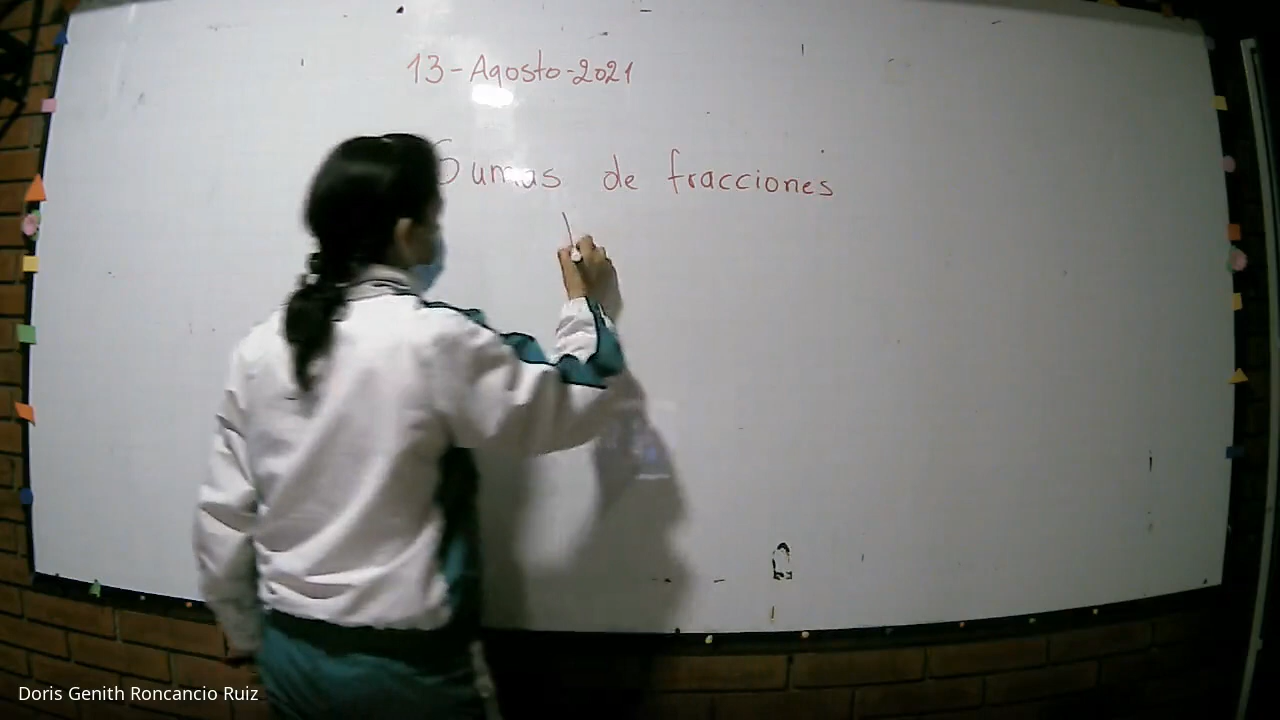 13-Agosto-2021
Sumas de fracciones
Doris Genith Roncancio Ruiz